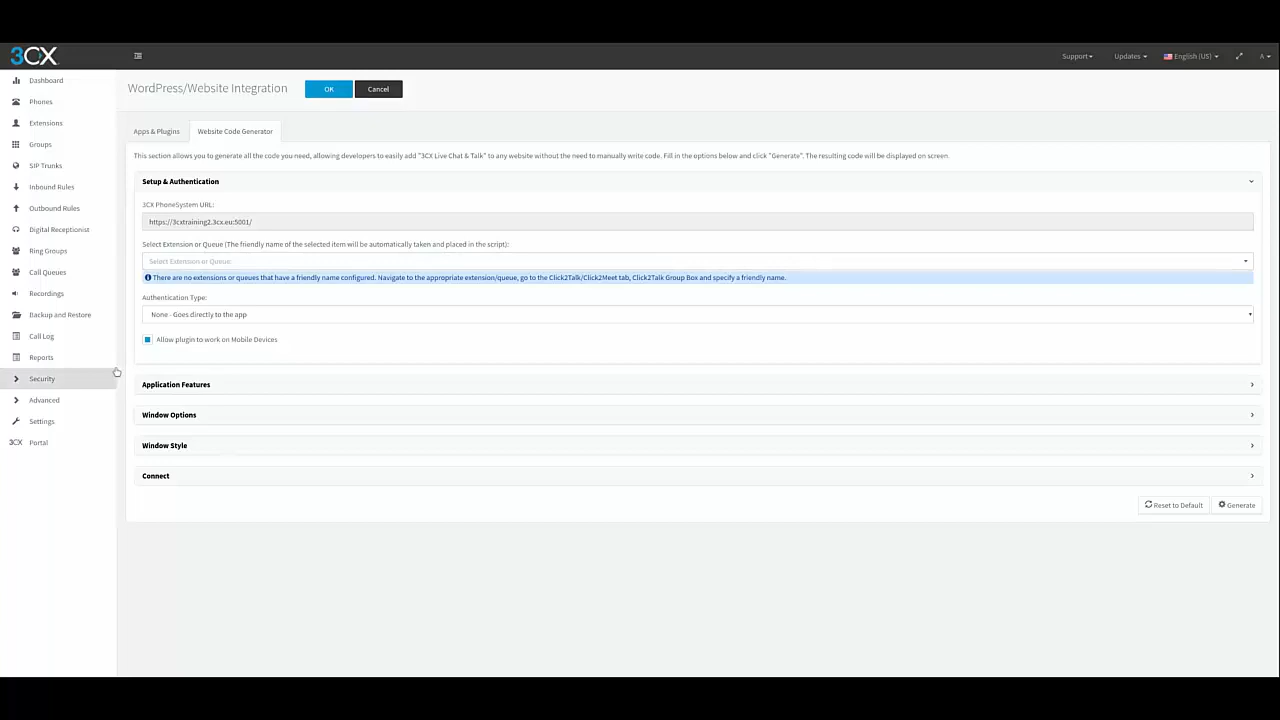 3CX
Support
Updates
English (US)
A
Dashboard
Phones
Extensions
Groups
SIP Trunks
Inbound Rules
Outbound Rules
Digital Receptionist
Ring Groups
Call Queues
Recordings
Backup and Restore
Call Log
Reports
Security
Advanced
Settings
3CX Portal
WordPress/Website Integration
OK
Cancel
Apps & Plugins
Website Code Generator
This section allows you to generate all the code you need, allowing developers to easily add "3CX Live Chat & Talk" to any website without the need to manually write code. Fill in the options below and click "Generate". The resulting code will be displayed on screen.
Setup & Authentication
3CX PhoneSystem URL:
https://3cxtraining2.3cx.eu:5001/
Select Extension or Queue (The friendly name of the selected item will be automatically taken and placed in the script):
Select Extension or Queue:
There are no extensions or queues that have a friendly name configured. Navigate to the appropriate extension/queue, go to the Click2Talk/Click2Meet tab, Click2Talk Group Box and specify a friendly name.
Authentication Type:
None - Goes directly to the app
Allow plugin to work on Mobile Devices
Application Features
Window Options
Window Style
Connect
Reset to Default
Generate